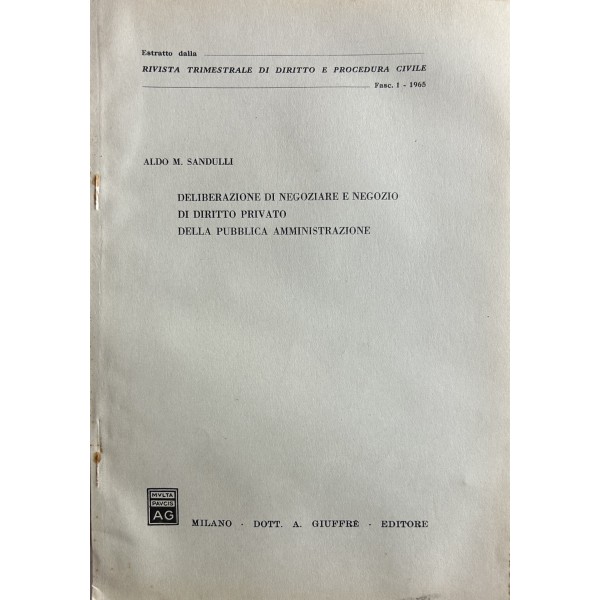 Estratto dalla
RIVISTA TRIMESTRALE DI DIRITTO E PROCEDURA CIVILE
Fasc. 1 - 1965
ALDO M. SANDULLI
DELIBERAZIONE DI NEGOZIARE E NEGOZIO
DI DIRITTO PRIVATO
DELLA PUBBLICA AMMINISTRAZIONE
MVLTA
PAVCIS
AG
MILANO · DOTT. A. GIUFFRÈ · EDITORE